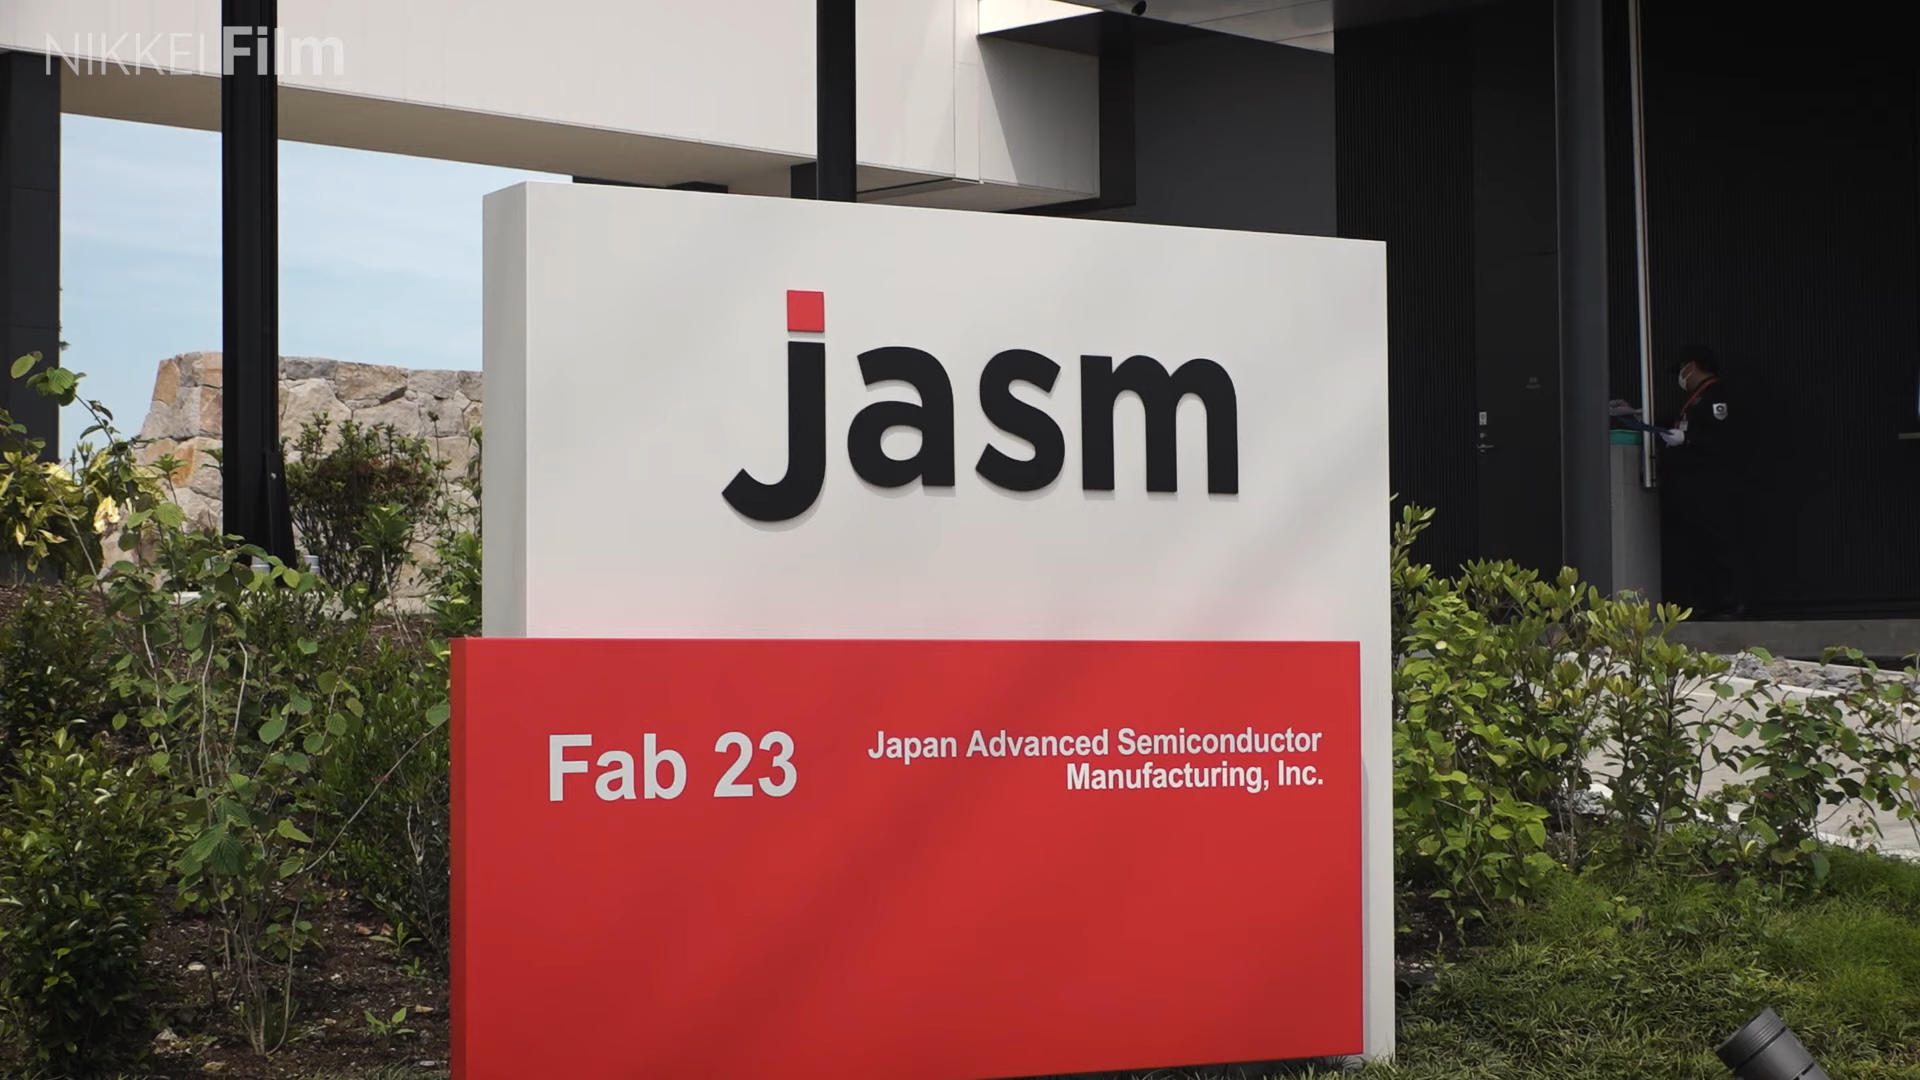 NIKKEI Film
jasm
Fab 23
Japan Advanced Semiconductor
Manufacturing, Inc.